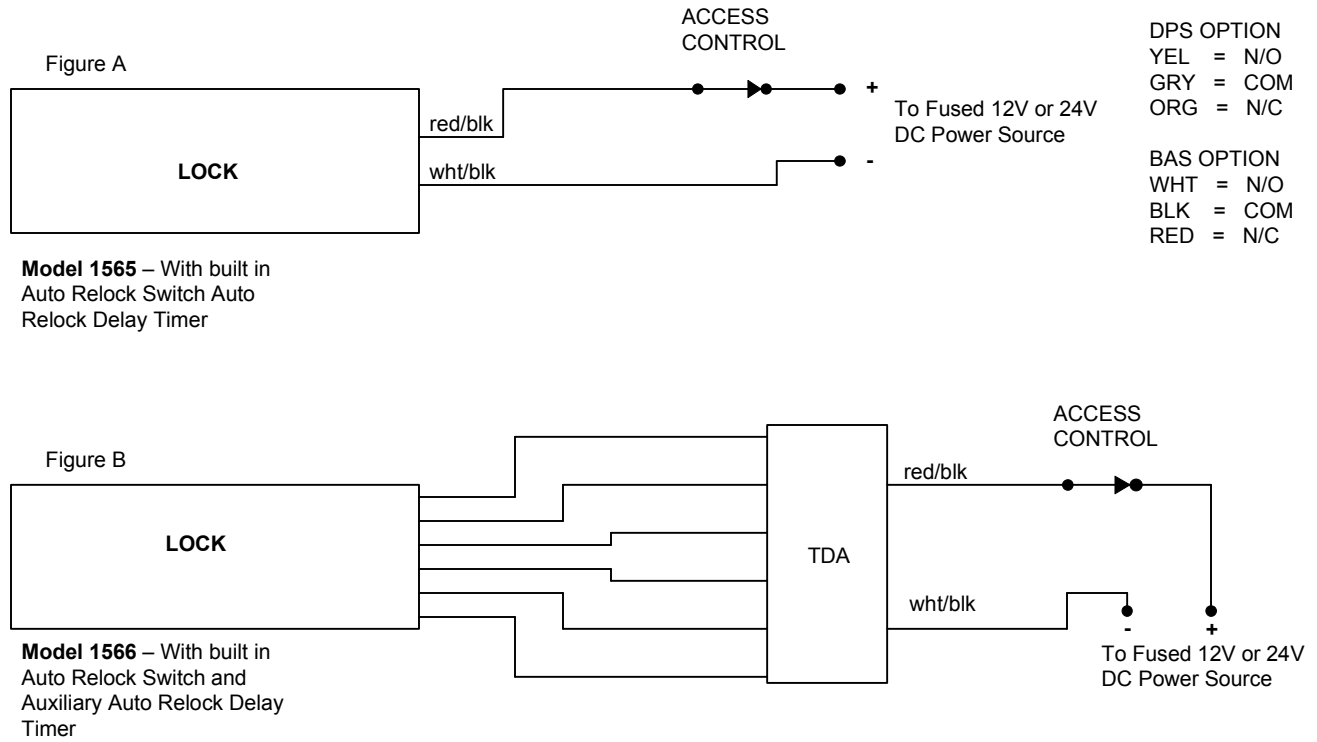 Figure A
ACCESS
CONTROL
red/blk
wht/blk
LOCK
+
-
To Fused 12V or 24V
DC Power Source
DPS OPTION
YEL = N/O
GRY = COM
ORG = N/C
BAS OPTION
WHT = N/O
BLK = COM
RED = N/C
Model 1565 – With built in
Auto Relock Switch Auto
Relock Delay Timer
Figure B
ACCESS
CONTROL
LOCK
TDA
red/blk
wht/blk
-
+
To Fused 12V or 24V
DC Power Source
Model 1566 – With built in
Auto Relock Switch and
Auxiliary Auto Relock Delay
Timer